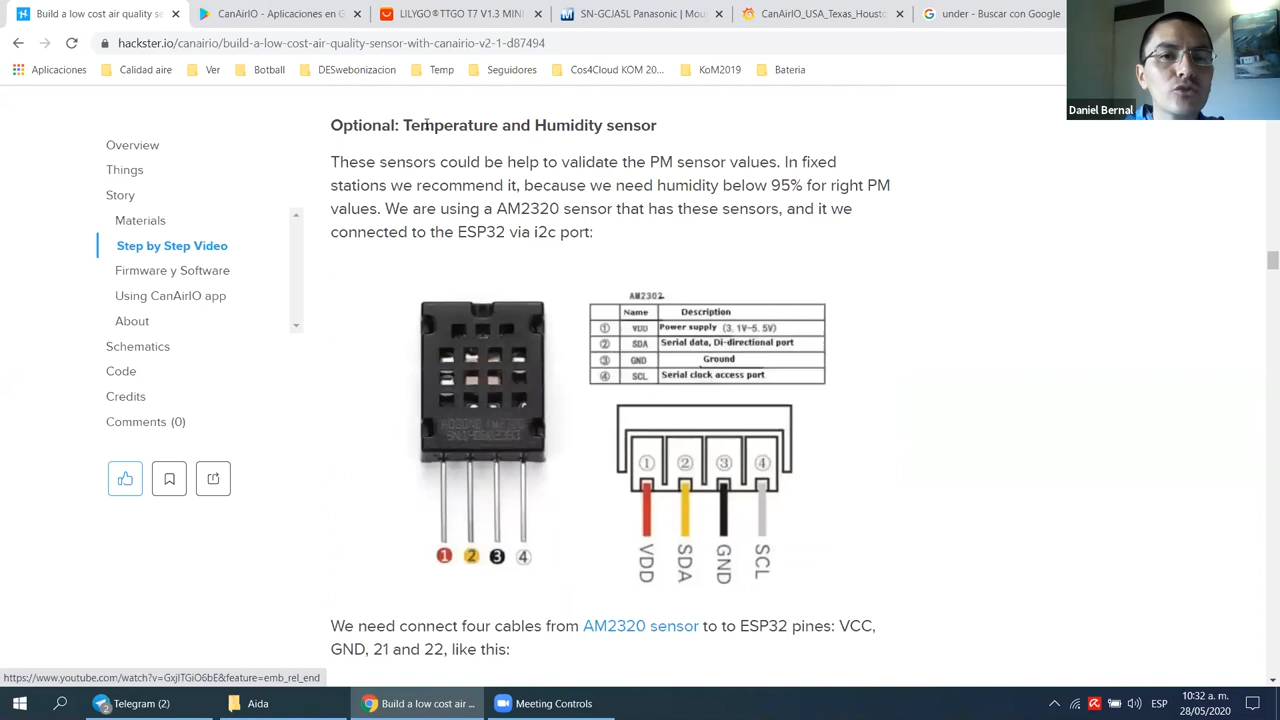 Build a low cost air quality se
CanAirIO - Aplicaciones en G
LILYGO®TTGO T7 V1.3 MINI
SN-GCJA5L Panasonic | Mou
CanAirIO_USA_Texas_Housto
under - Buscar con Google
hackster.io/canairio/build-a-low-cost-air-quality-sensor-with-canairio-v2-1-d87494
Aplicaciones
Calidad aire
Ver
Botball
DESwebonizacion
Temp
Seguidores
Cos4Cloud KOM 20...
KoM2019
Bateria
Daniel Bernal
Overview
Things
Story
Materials
Step by Step Video
Firmware y Software
Using CanAirIO app
About
Schematics
Code
Credits
Comments (0)
Optional: Temperature and Humidity sensor
These sensors could be help to validate the PM sensor values. In fixed
stations we recommend it, because we need humidity below 95% for right PM
values. We are using a AM2320 sensor that has these sensors, and it we
connected to the ESP32 via i2c port:
AM2302
Name Description
① VDD Power supply (3.1V-5.5V)
② SDA Serial data, Di-directional port
③ GND Ground
④ SCL Serial clock access port
① ② ③ ④
VDD SDA GND SCL
1 2 3 4
We need connect four cables from AM2320 sensor to to ESP32 pines: VCC,
GND, 21 and 22, like this:
https://www.youtube.com/watch?v=GxjITGiO6bE&feature=emb_rel_end
Telegram (2)
Aida
Build a low cost air ...
Meeting Controls
ESP
10:32 a. m.
28/05/2020